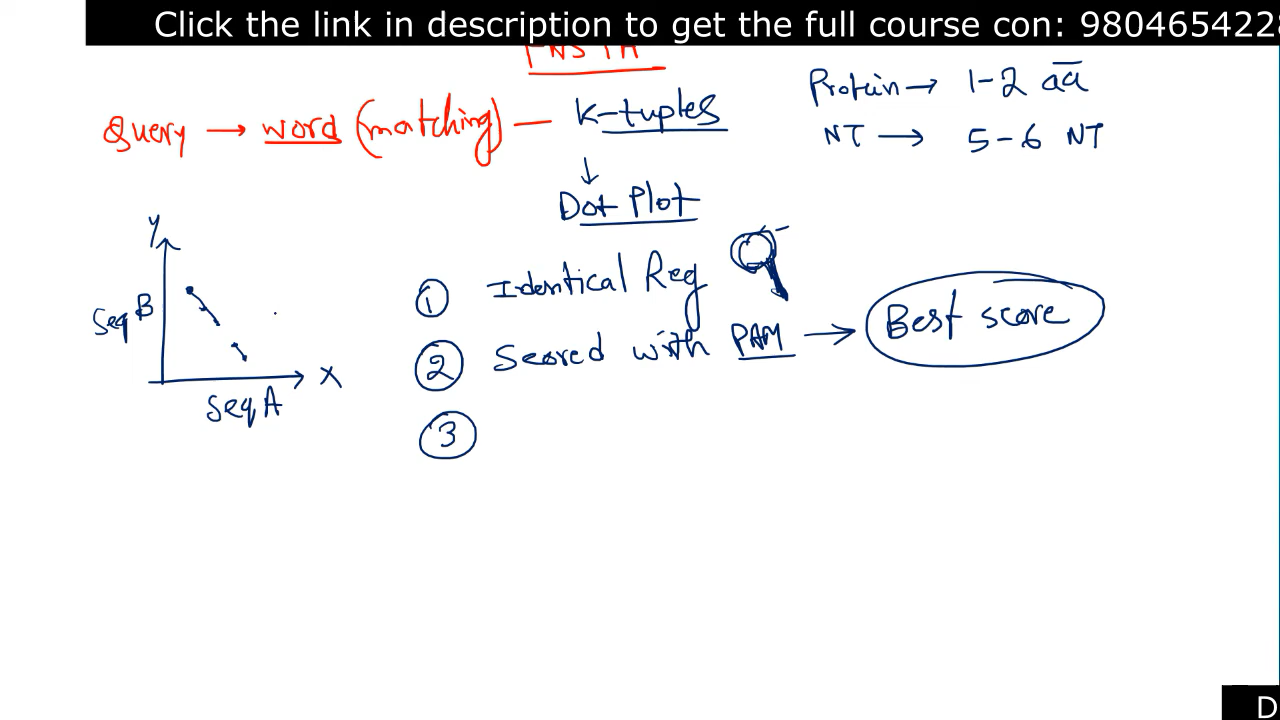 Click the link in description to get the full course con: 980465422
Query → word (matching) — K-tuples
Protein → 1-2 aa
NT → 5-6 NT
↓
Dot Plot
Y
Seq B
X
Seq A
① Identical Reg
② Scored with PAM → Best score
③
D